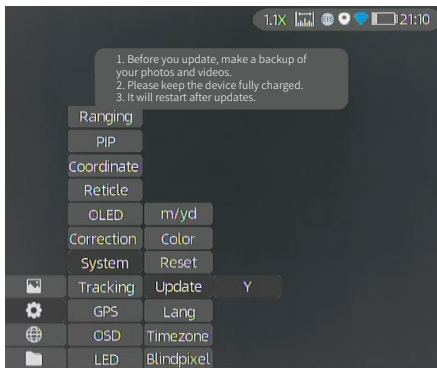 1.1X 21:10
1. Before you update, make a backup of
your photos and videos.
2. Please keep the device fully charged.
3. It will restart after updates.
Ranging
PIP
Coordinate
Reticle
OLED m/yd
Correction Color
System Reset
Tracking Update Y
GPS Lang
OSD Timezone
LED Blindpixel